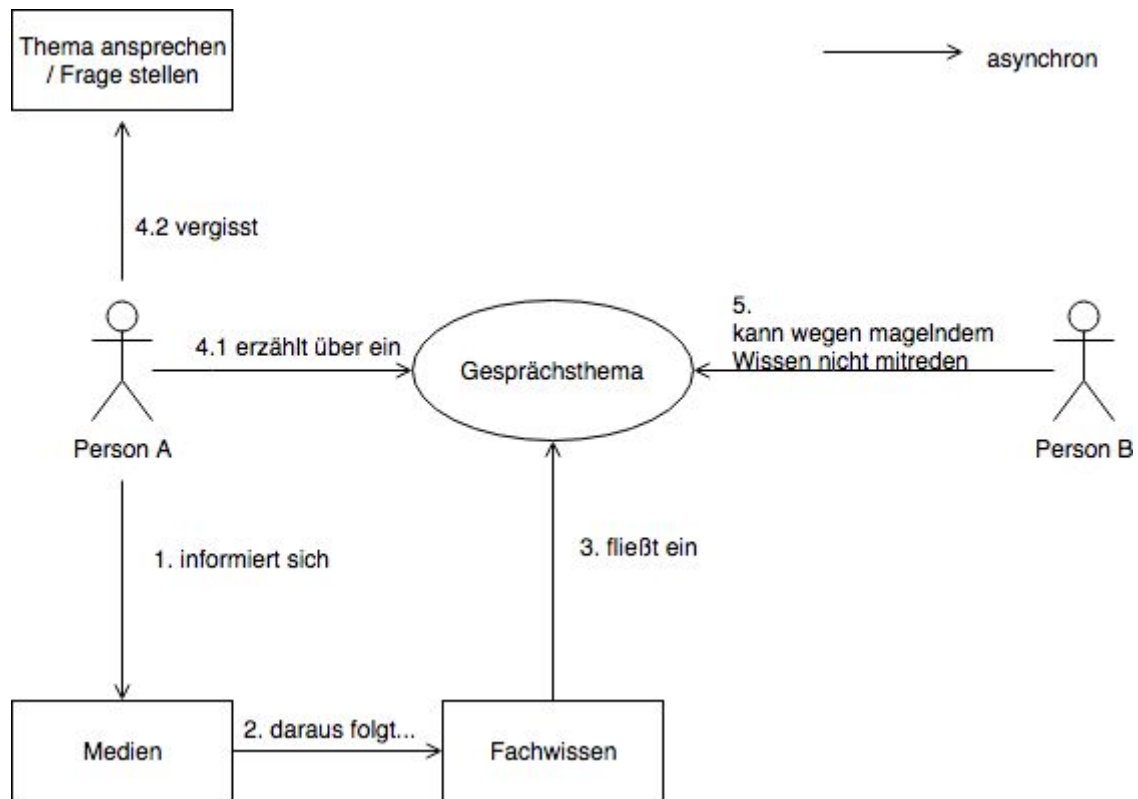 Thema ansprechen
/ Frage stellen
asynchron
4.2 vergisst
4.1 erzählt über ein
Gesprächsthema
5.
kann wegen magelndem
Wissen nicht mitreden
Person A
Person B
1. informiert sich
3. fließt ein
Medien
2. daraus folgt...
Fachwissen